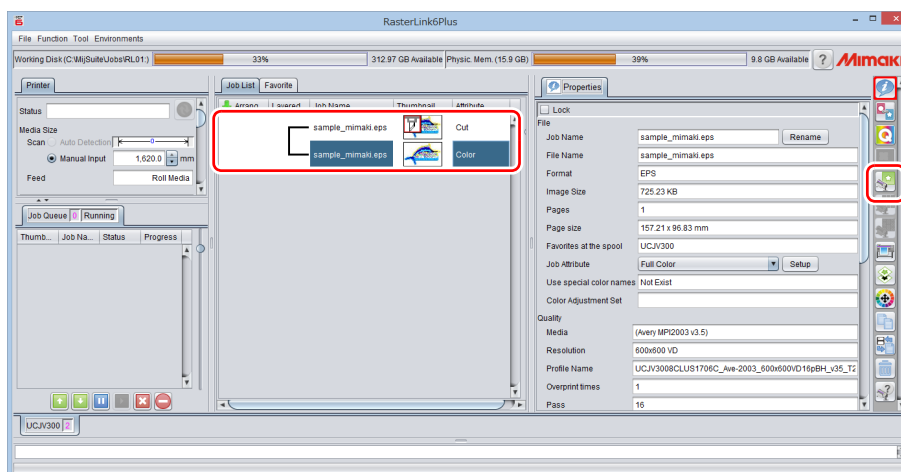 RasterLink6Plus
File Function Tool Environments
Working Disk (C:\MijSuite\Jobs\RL01:) 33% 312.97 GB Available Physic. Mem. (15.9 GB) 39% 9.8 GB Available ? Mimaki
Printer
Status
Media Size
Scan Auto Detection 0
Manual Input 1,620.0 mm
Feed Roll Media
Job Queue 0 Running
Thumb... Job Na... Status Progress
Job List Favorite
Arrang Layered Job Name Thumbnail Attribute
sample_mimaki.eps Cut
sample_mimaki.eps Color
Properties
Lock
File
Job Name sample_mimaki.eps Rename
File Name sample_mimaki.eps
Format EPS
Image Size 725.23 KB
Pages 1
Page size 157.21 x 96.83 mm
Favorites at the spool UCJV300
Job Attribute Full Color Setup
Use special color names Not Exist
Color Adjustment Set
Quality
Media (Avery MPI2003 v3.5)
Resolution 600x600 VD
Profile Name UCJV3008CLUS1706C_Ave-2003_600x600VD16pBH_v35_T2
Overprint times 1
Pass 16
UCJV300 2